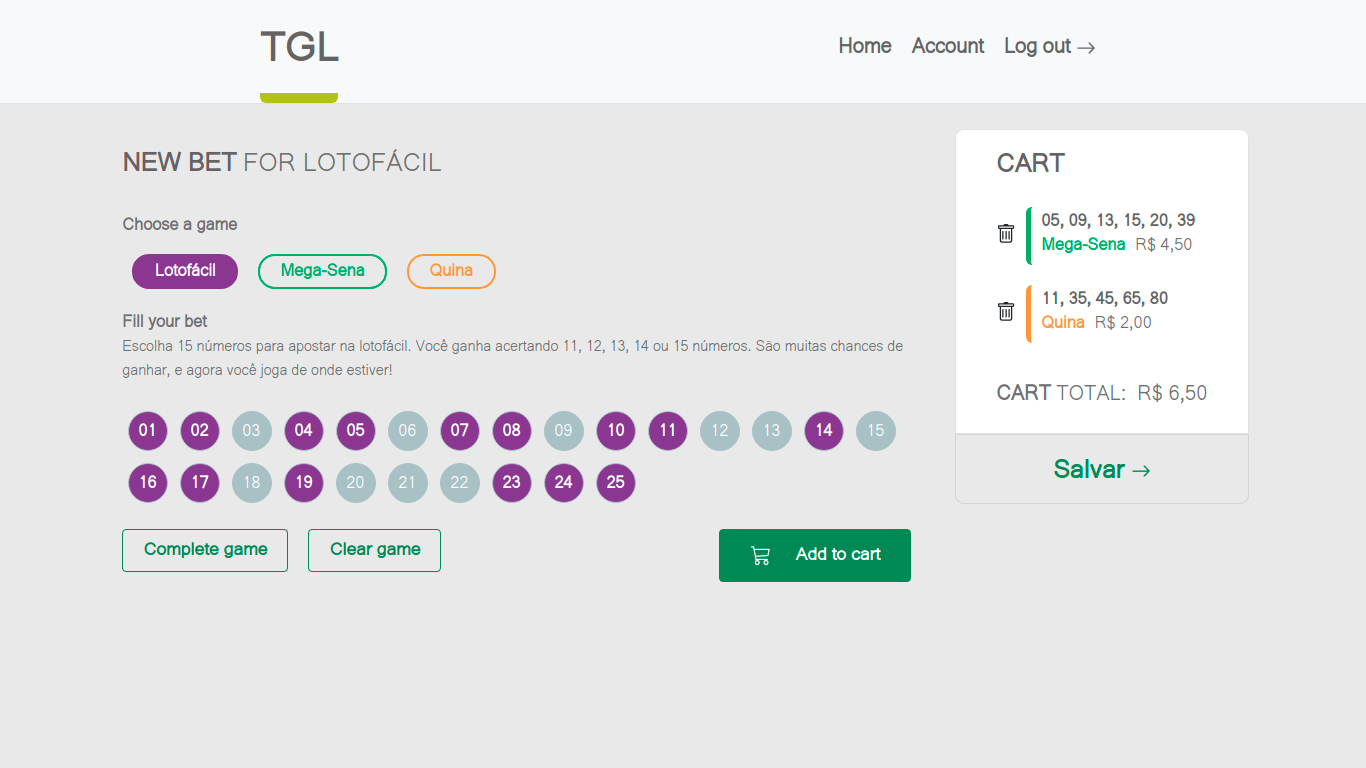 TGL
Home Account Log out →
NEW BET FOR LOTOFÁCIL
Choose a game
Lotofácil Mega-Sena Quina
Fill your bet
Escolha 15 números para apostar na lotofácil. Você ganha acertando 11, 12, 13, 14 ou 15 números. São muitas chances de
ganhar, e agora você joga de onde estiver!
01 02 03 04 05 06 07 08 09 10 11 12 13 14 15
16 17 18 19 20 21 22 23 24 25
Complete game Clear game Add to cart
CART
05, 09, 13, 15, 20, 39
Mega-Sena R$ 4,50
11, 35, 45, 65, 80
Quina R$ 2,00
CART TOTAL: R$ 6,50
Salvar →